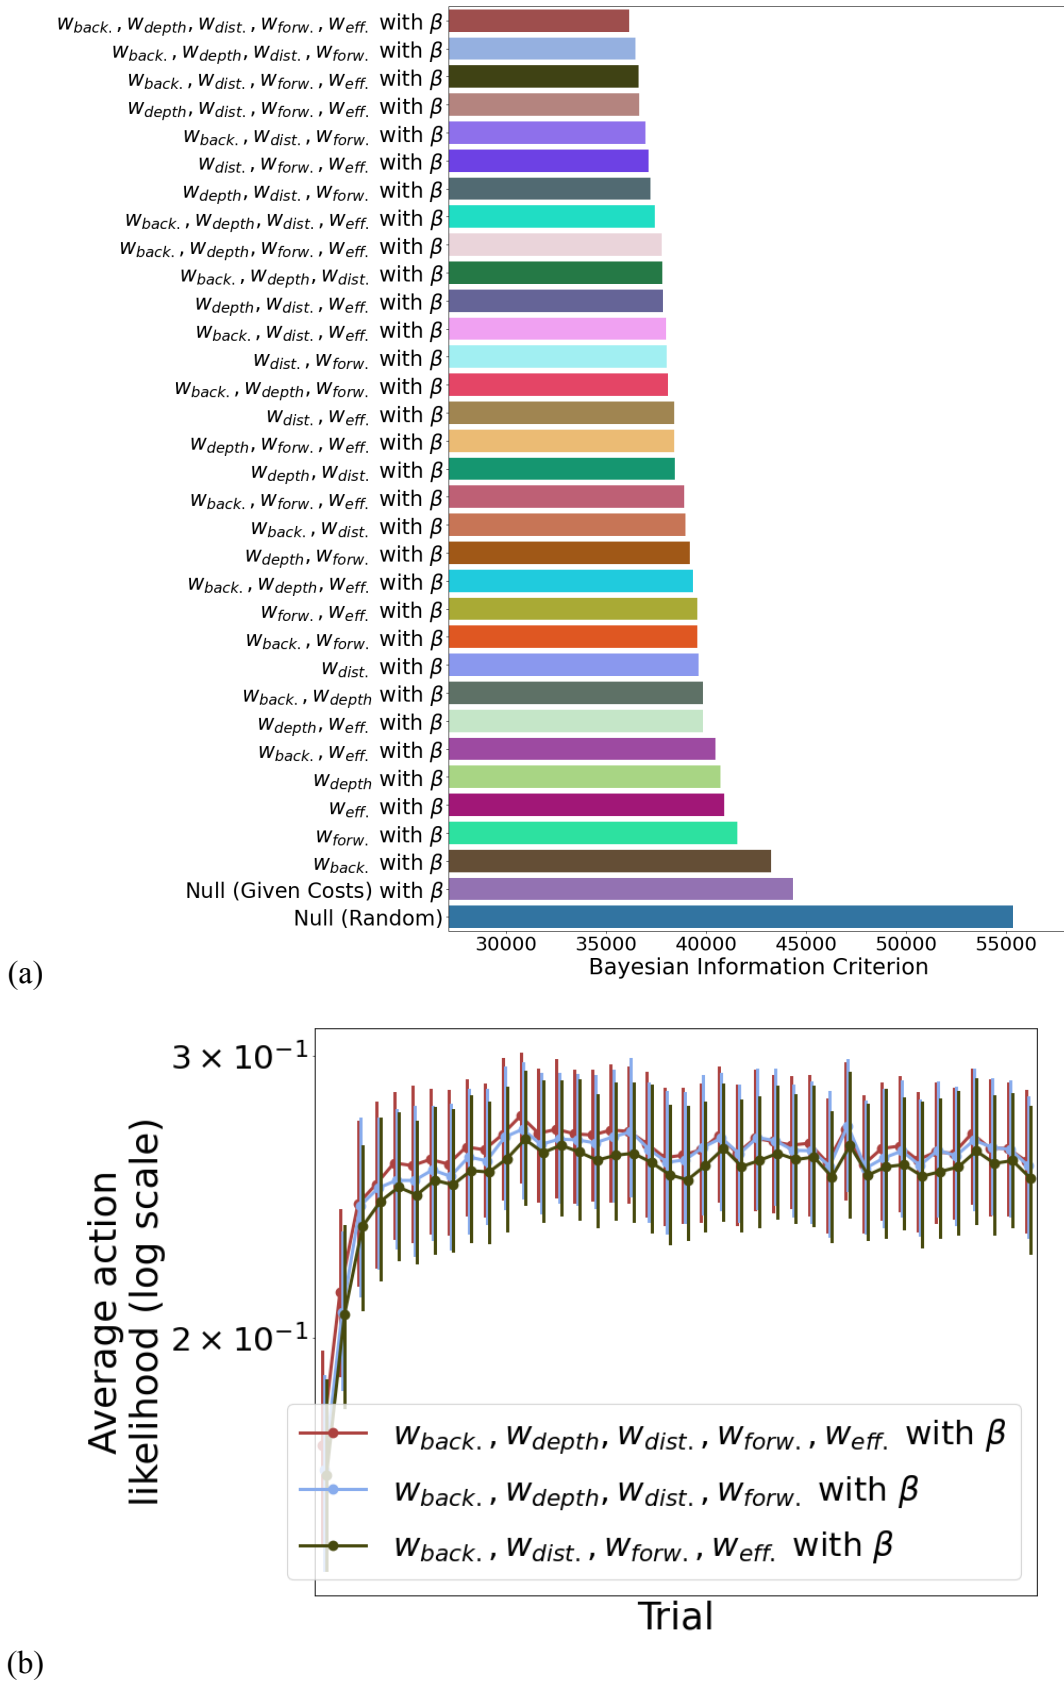 w_back., w_depth, w_dist., w_forw., w_eff. with β
w_back., w_depth, w_dist., w_forw. with β
w_back., w_dist., w_forw., w_eff. with β
w_depth, w_dist., w_forw., w_eff. with β
w_back., w_dist., w_forw. with β
w_dist., w_forw., w_eff. with β
w_depth, w_dist., w_forw. with β
w_back., w_depth, w_dist., w_eff. with β
w_back., w_depth, w_forw., w_eff. with β
w_back., w_depth, w_dist. with β
w_depth, w_dist., w_eff. with β
w_back., w_dist., w_eff. with β
w_dist., w_forw. with β
w_back., w_depth, w_forw. with β
w_dist., w_eff. with β
w_depth, w_forw., w_eff. with β
w_depth, w_dist. with β
w_back., w_forw., w_eff. with β
w_back., w_dist. with β
w_depth, w_forw. with β
w_back., w_depth, w_eff. with β
w_forw., w_eff. with β
w_back., w_forw. with β
w_dist. with β
w_back., w_depth with β
w_depth, w_eff. with β
w_back., w_eff. with β
w_depth with β
w_eff. with β
w_forw. with β
w_back. with β
Null (Given Costs) with β
Null (Random)
30000 35000 40000 45000 50000 55000
Bayesian Information Criterion
(a)
3 × 10⁻¹
2 × 10⁻¹
Average action
likelihood (log scale)
w_back., w_depth, w_dist., w_forw., w_eff. with β
w_back., w_depth, w_dist., w_forw. with β
w_back., w_dist., w_forw., w_eff. with β
Trial
(b)